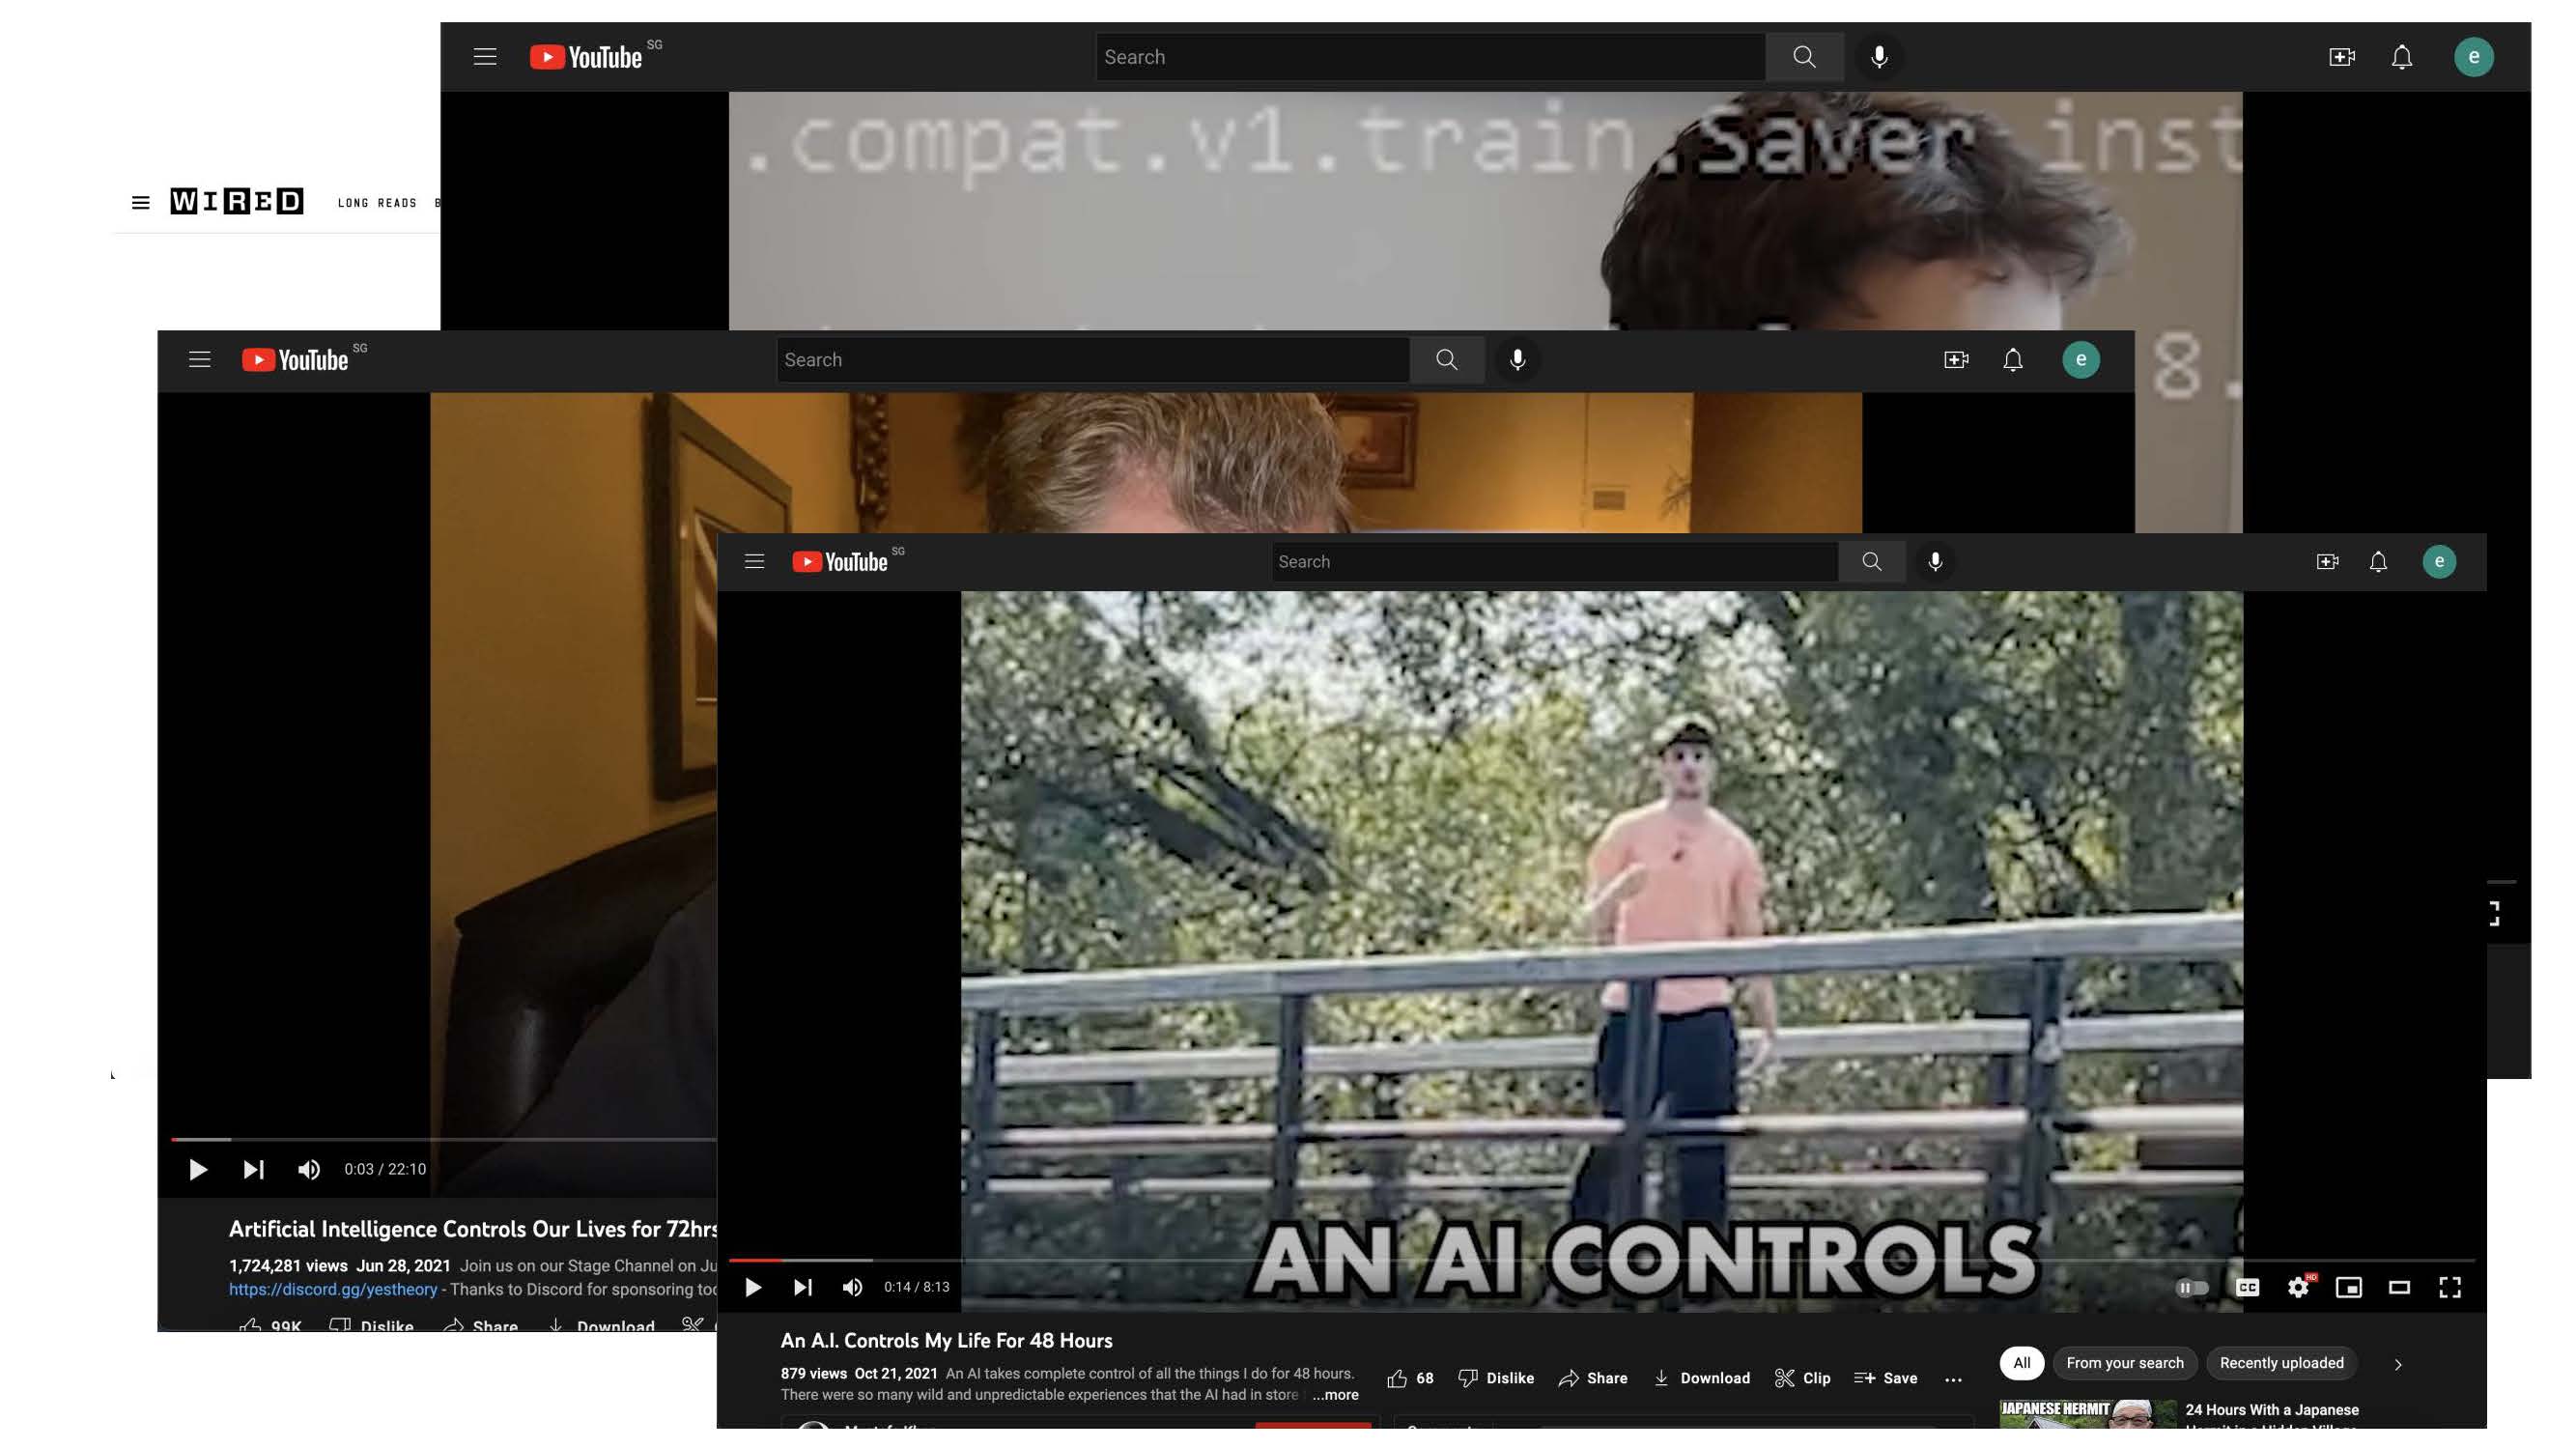 YouTube SG
Search
e
.compat.v1.train.Saver inst
WIRED
LONG READS B
8.
YouTube SG
Search
e
YouTube SG
Search
e
0:03 / 22:10
Artificial Intelligence Controls Our Lives for 72hrs
1,724,281 views Jun 28, 2021 Join us on our Stage Channel on Ju
https://discord.gg/yestheory - Thanks to Discord for sponsoring to
99K Dislike Share Download
AN AI CONTROLS
0:14 / 8:13
CC
HD
An A.I. Controls My Life For 48 Hours
879 views Oct 21, 2021 An AI takes complete control of all the things I do for 48 hours.
There were so many wild and unpredictable experiences that the AI had in store ...more
68 Dislike Share Download Clip Save
All From your search Recently uploaded
JAPANESE HERMIT
24 Hours With a Japanese